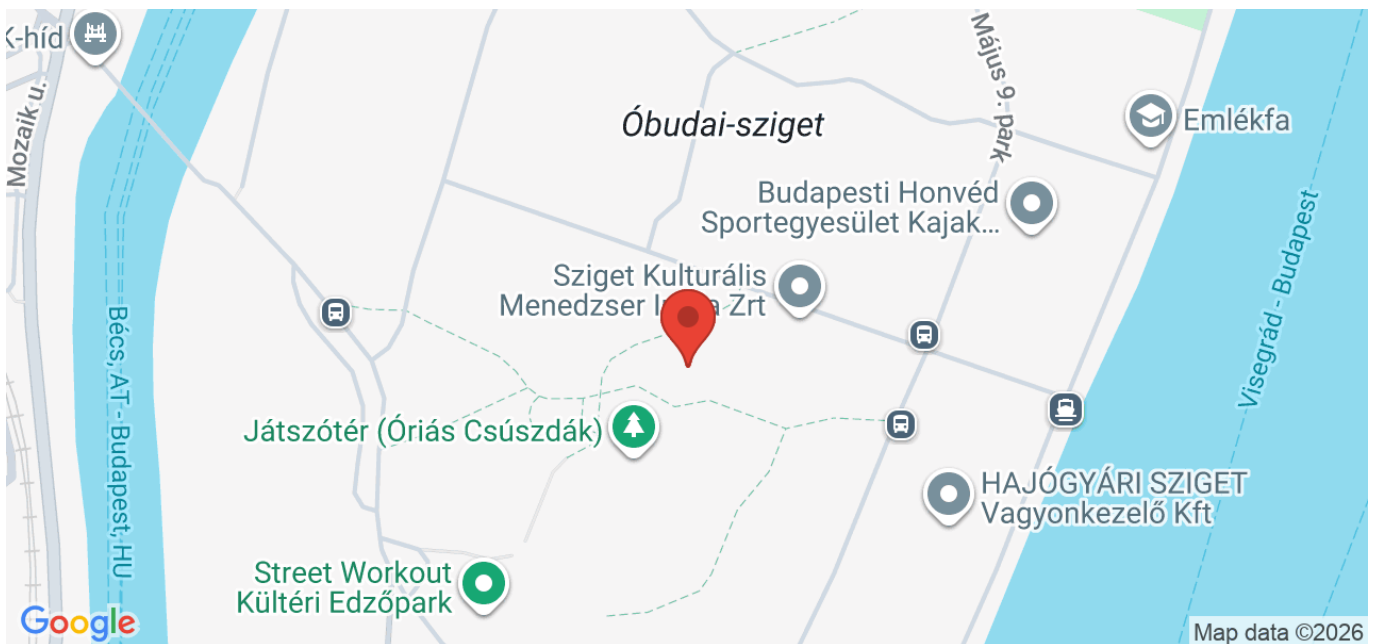 K-híd
Mozaik u.
Május 9. park
Óbudai-sziget
Emlékfa
Budapesti Honvéd
Sportegyesület Kajak...
Sziget Kulturális
Menedzser Zrt
Bécs, AT - Budapest, HU
Visegrád - Budapest
Játszótér (Óriás Csúszdák)
HAJÓGYÁRI SZIGET
Vagyonkezelő Kft
Street Workout
Kültéri Edzőpark
Google
Map data ©2026